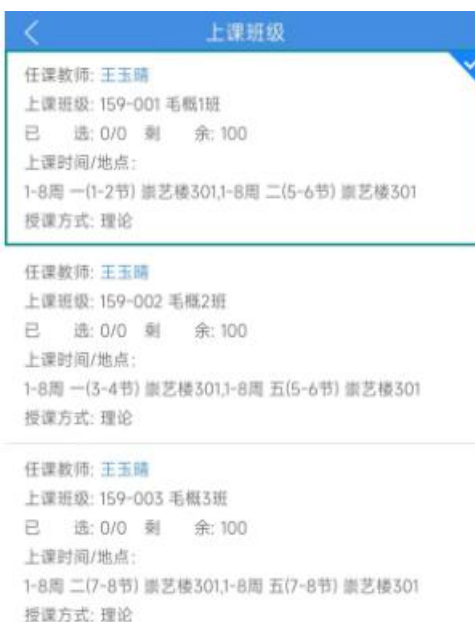 上课班级
任课教师: 王玉晴
上课班级: 159-001 毛概1班
已 选: 0/0 剩 余: 100
上课时间/地点:
1-8周 一(1-2节) 崇艺楼301,1-8周 二(5-6节) 崇艺楼301
授课方式: 理论
任课教师: 王玉晴
上课班级: 159-002 毛概2班
已 选: 0/0 剩 余: 100
上课时间/地点:
1-8周 一(3-4节) 崇艺楼301,1-8周 五(5-6节) 崇艺楼301
授课方式: 理论
任课教师: 王玉晴
上课班级: 159-003 毛概3班
已 选: 0/0 剩 余: 100
上课时间/地点:
1-8周 二(7-8节) 崇艺楼301,1-8周 五(7-8节) 崇艺楼301
授课方式: 理论